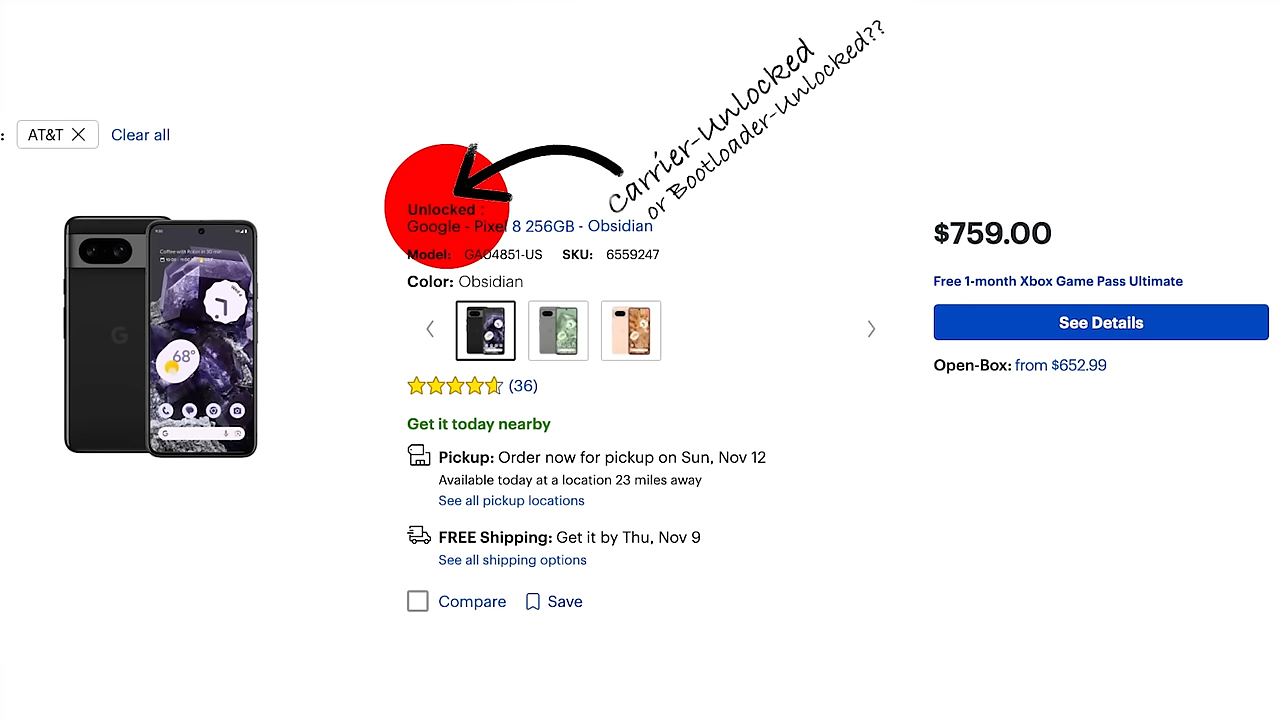 Carrier-Unlocked
or Bootloader-Unlocked??
:
AT&T
Clear all
Unlocked :
Google - Pixel 8 256GB - Obsidian
Model: GA04851-US SKU: 6559247
Color: Obsidian
(36)
Get it today nearby
Pickup: Order now for pickup on Sun, Nov 12
Available today at a location 23 miles away
See all pickup locations
FREE Shipping: Get it by Thu, Nov 9
See all shipping options
Compare
Save
$759.00
Free 1-month Xbox Game Pass Ultimate
See Details
Open-Box: from $652.99
68°
G